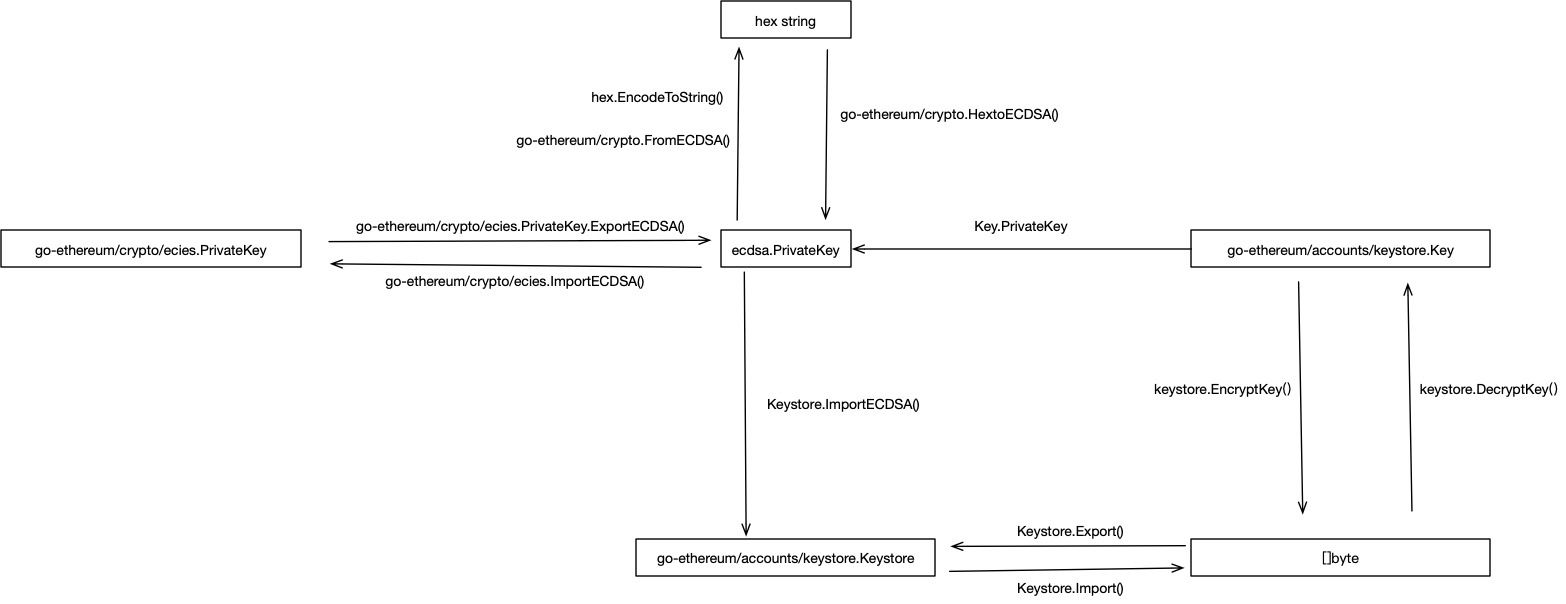 hex string
hex.EncodeToString()
go-ethereum/crypto.HextoECDSA()
go-ethereum/crypto.FromECDSA()
go-ethereum/crypto/ecies.PrivateKey.ExportECDSA()
Key.PrivateKey
go-ethereum/crypto/ecies.PrivateKey
ecdsa.PrivateKey
go-ethereum/accounts/keystore.Key
go-ethereum/crypto/ecies.ImportECDSA()
keystore.EncryptKey()
keystore.DecryptKey()
Keystore.ImportECDSA()
Keystore.Export()
go-ethereum/accounts/keystore.Keystore
[]byte
Keystore.Import()